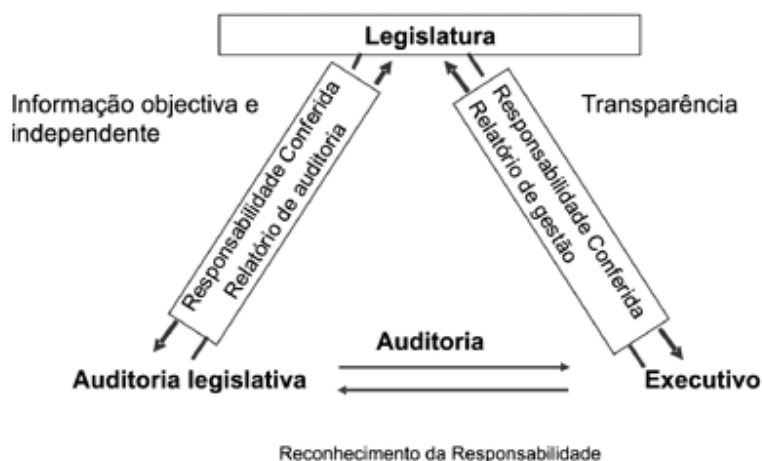 Legislatura
Informação objectiva e
independente
Transparência
Responsabilidade Conferida
Relatório de auditoria
Responsabilidade Conferida
Relatório de gestão
Auditoria
Auditoria legislativa
Executivo
Reconhecimento da Responsabilidade